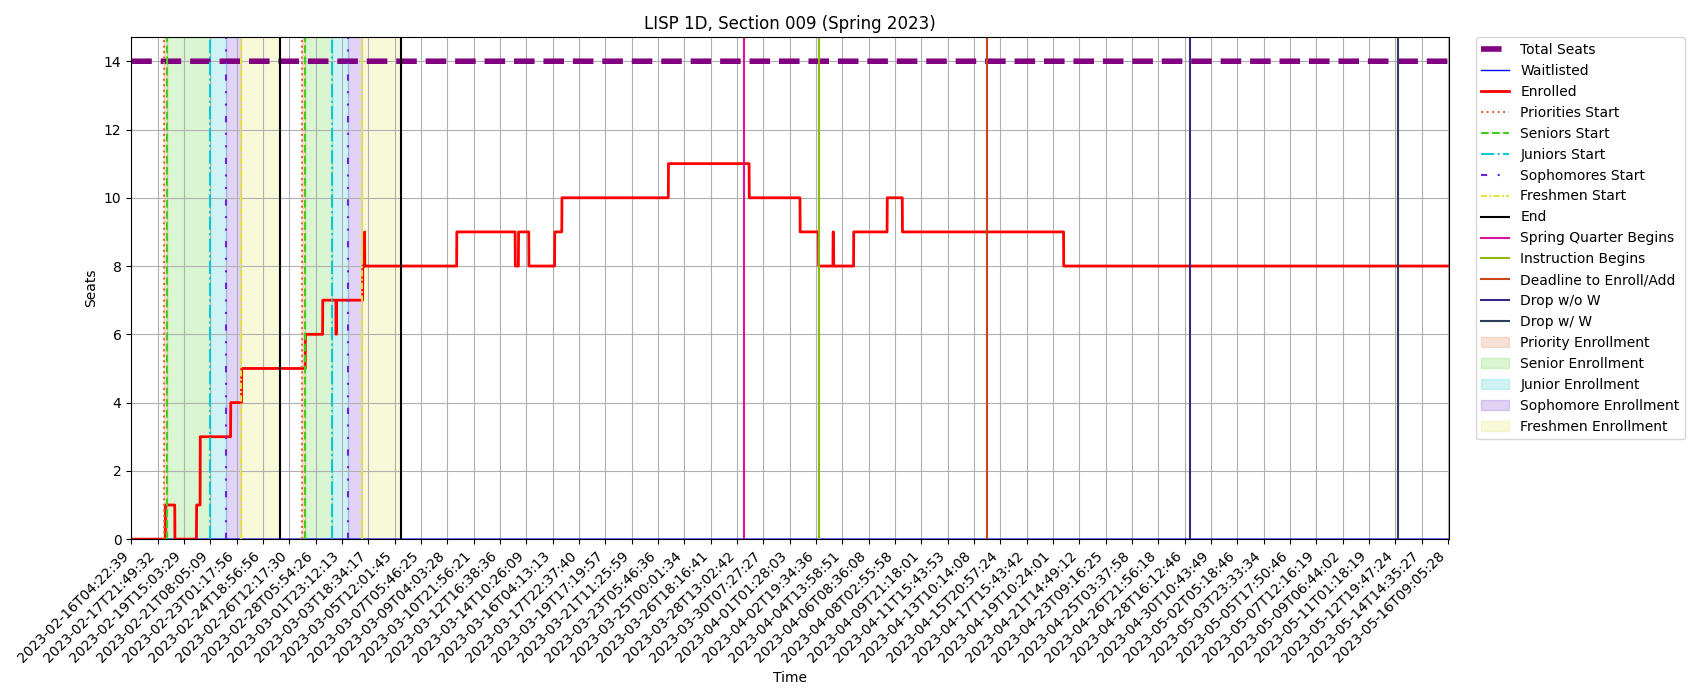 LISP 1D, Section 009 (Spring 2023)
14
12
10
8
6
4
2
0
Seats
2023-02-16T04:22:39
2023-02-17T21:49:32
2023-02-19T15:03:29
2023-02-21T08:05:09
2023-02-23T01:17:56
2023-02-24T18:56:56
2023-02-26T12:17:30
2023-02-28T05:54:26
2023-03-01T23:12:13
2023-03-03T18:34:17
2023-03-05T12:01:45
2023-03-07T05:46:25
2023-03-09T04:03:28
2023-03-10T21:56:21
2023-03-12T16:38:36
2023-03-14T10:26:09
2023-03-16T04:13:13
2023-03-17T22:37:40
2023-03-19T17:19:57
2023-03-21T11:25:59
2023-03-23T05:46:36
2023-03-25T00:01:34
2023-03-26T18:16:41
2023-03-28T13:02:42
2023-03-30T07:27:27
2023-04-01T01:28:03
2023-04-02T19:34:36
2023-04-04T13:58:51
2023-04-06T08:36:08
2023-04-08T02:55:58
2023-04-09T21:18:01
2023-04-11T15:43:53
2023-04-13T10:14:08
2023-04-15T20:57:24
2023-04-17T15:43:42
2023-04-19T10:24:01
2023-04-21T14:49:12
2023-04-23T09:16:25
2023-04-25T03:37:58
2023-04-26T21:56:18
2023-04-28T16:12:46
2023-04-30T10:43:49
2023-05-02T05:18:46
2023-05-03T23:33:34
2023-05-05T17:50:46
2023-05-07T12:16:19
2023-05-09T06:44:02
2023-05-11T01:18:19
2023-05-12T19:47:24
2023-05-14T14:35:27
2023-05-16T09:05:28
Time
Total Seats
Waitlisted
Enrolled
Priorities Start
Seniors Start
Juniors Start
Sophomores Start
Freshmen Start
End
Spring Quarter Begins
Instruction Begins
Deadline to Enroll/Add
Drop w/o W
Drop w/ W
Priority Enrollment
Senior Enrollment
Junior Enrollment
Sophomore Enrollment
Freshmen Enrollment